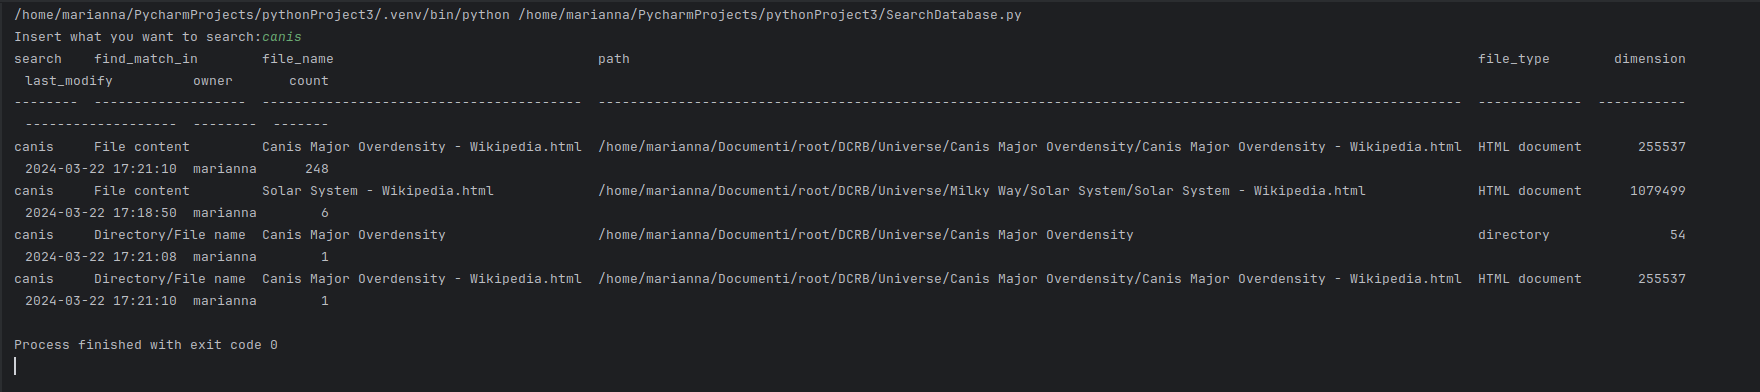 /home/marianna/PycharmProjects/pythonProject3/.venv/bin/python /home/marianna/PycharmProjects/pythonProject3/SearchDatabase.py
Insert what you want to search:canis
search    find_match_in        file_name                                 path                                                                                                          file_type        dimension
last_modify          owner       count
--------  -------------------  ----------------------------------------  ------------------------------------------------------------------------------------------------------------  -------------  -----------
-------------------  --------  -------
canis     File content         Canis Major Overdensity - Wikipedia.html  /home/marianna/Documenti/root/DCRB/Universe/Canis Major Overdensity/Canis Major Overdensity - Wikipedia.html  HTML document       255537
2024-03-22 17:21:10  marianna      248
canis     File content         Solar System - Wikipedia.html             /home/marianna/Documenti/root/DCRB/Universe/Milky Way/Solar System/Solar System - Wikipedia.html              HTML document      1079499
2024-03-22 17:18:50  marianna        6
canis     Directory/File name  Canis Major Overdensity                   /home/marianna/Documenti/root/DCRB/Universe/Canis Major Overdensity                                           directory               54
2024-03-22 17:21:08  marianna        1
canis     Directory/File name  Canis Major Overdensity - Wikipedia.html  /home/marianna/Documenti/root/DCRB/Universe/Canis Major Overdensity/Canis Major Overdensity - Wikipedia.html  HTML document       255537
2024-03-22 17:21:10  marianna        1
Process finished with exit code 0